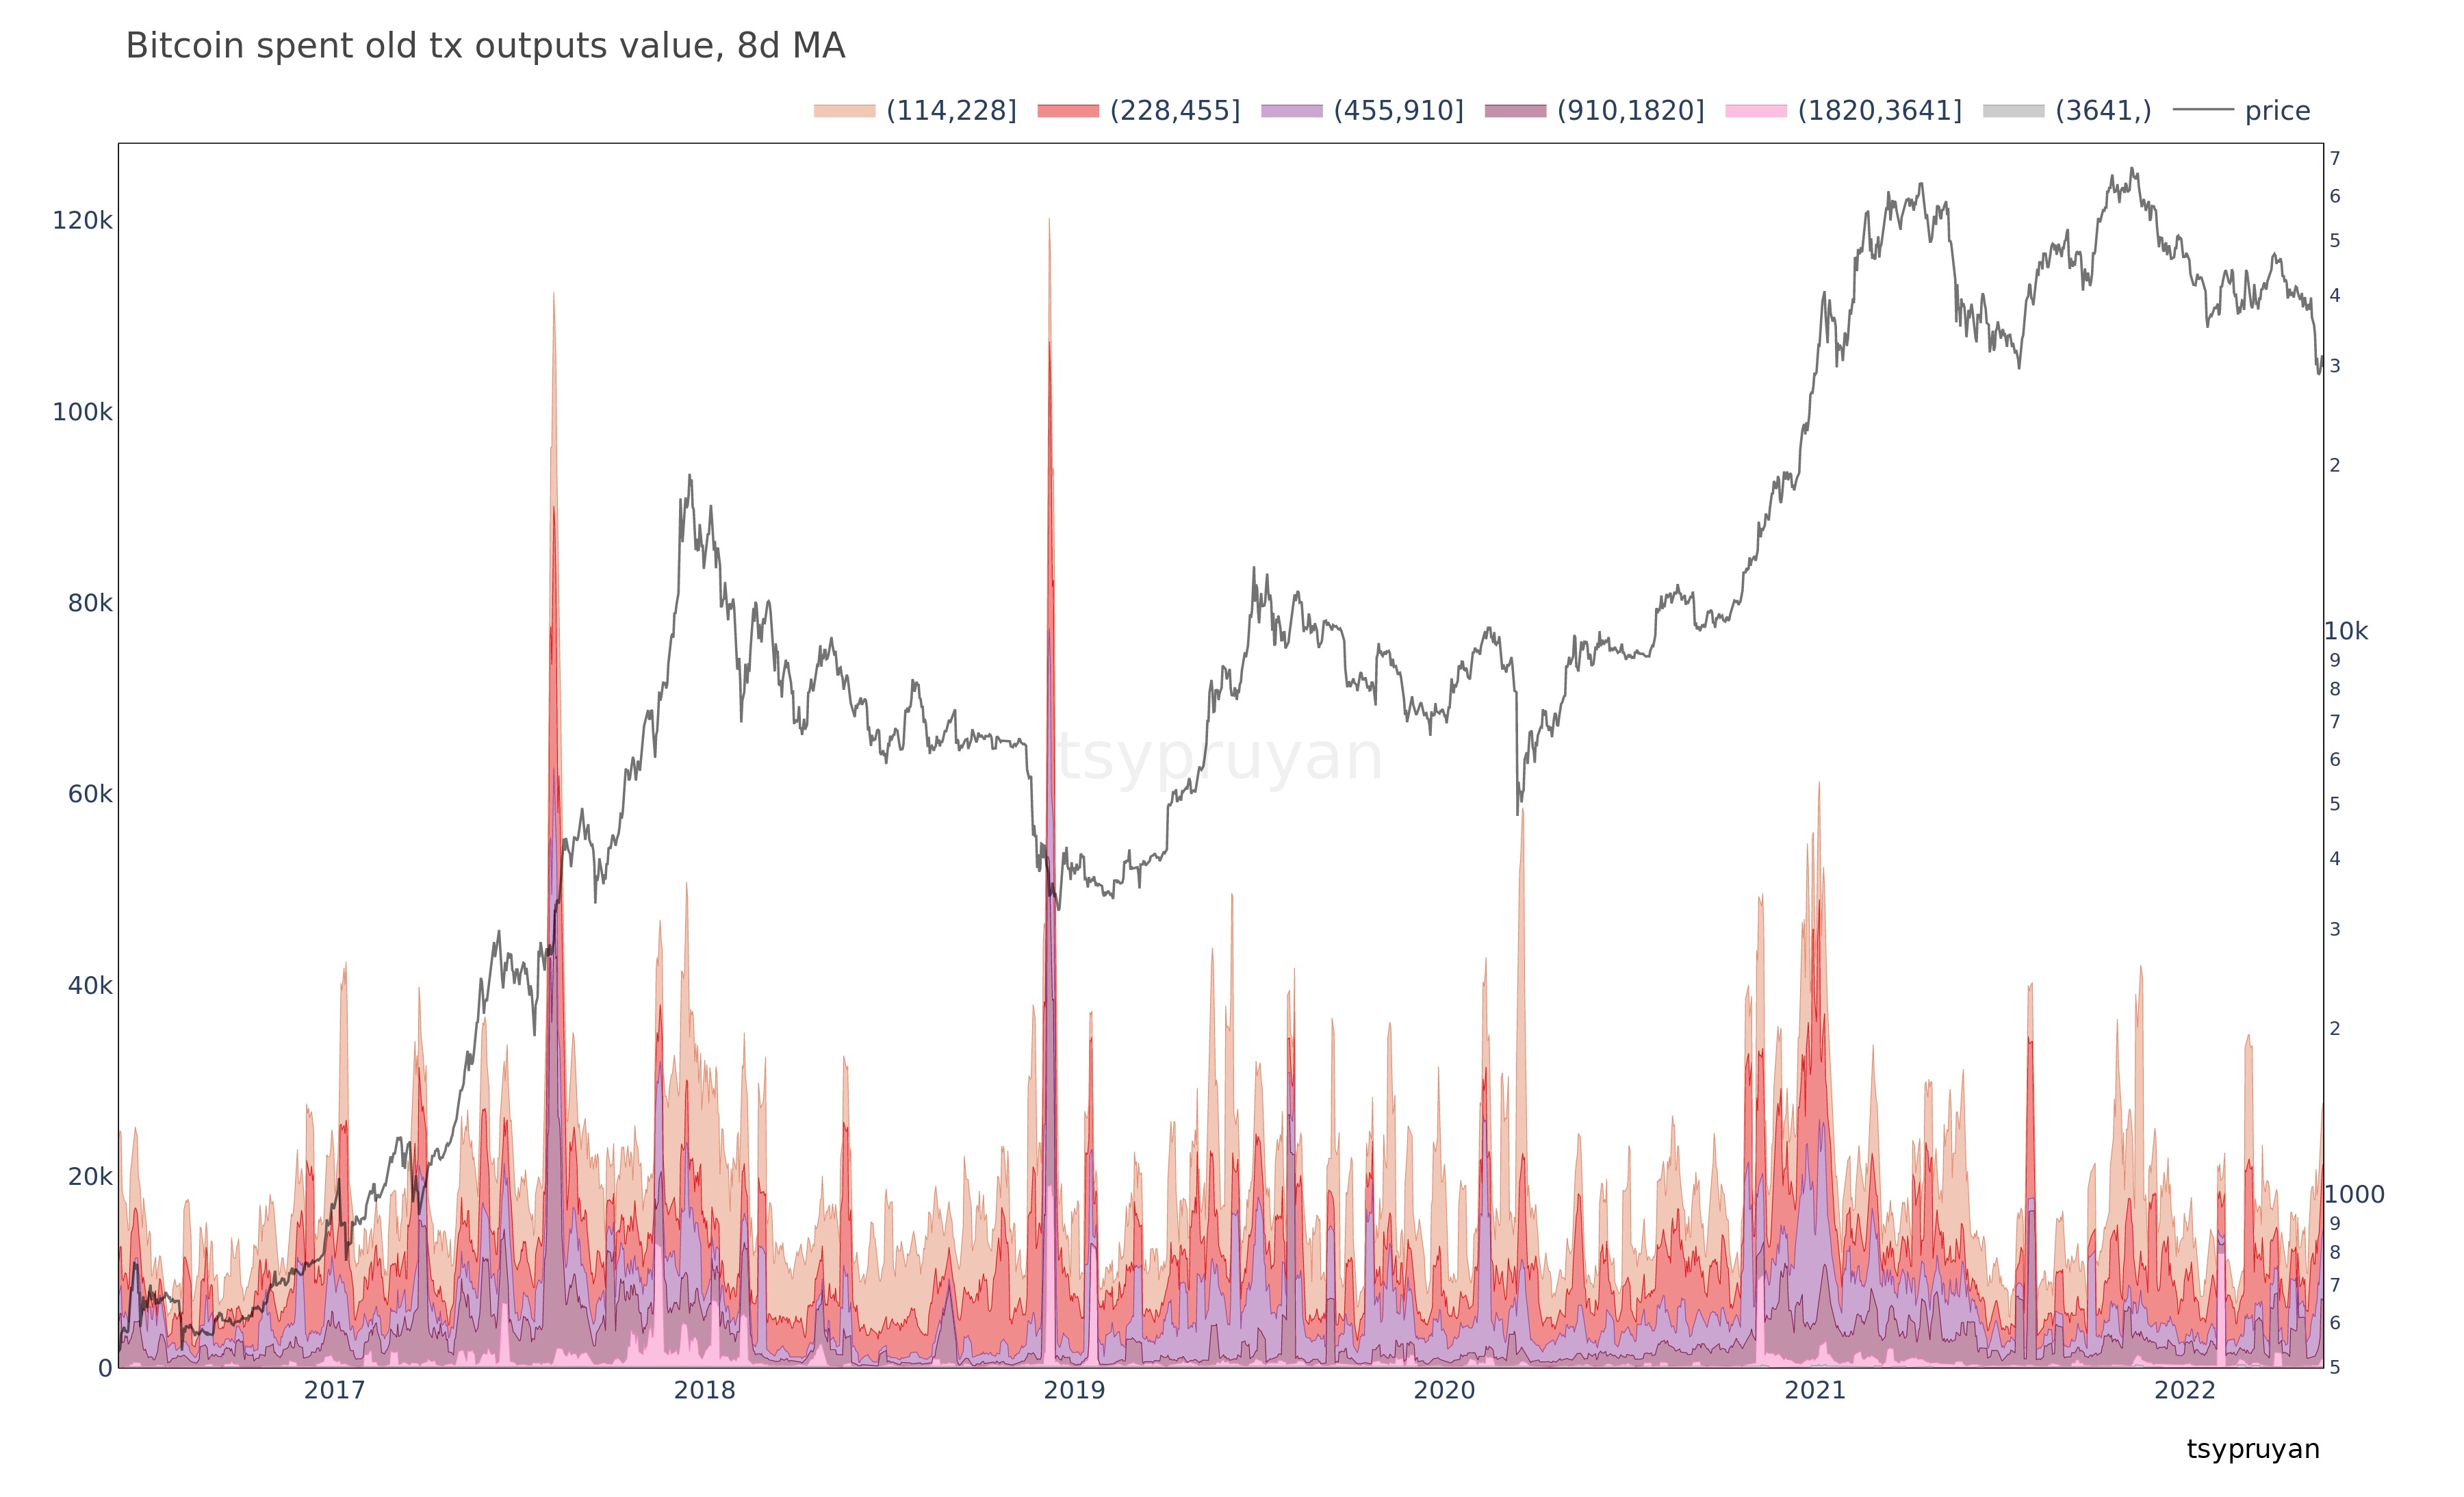 Bitcoin spent old tx outputs value, 8d MA
(114,228] (228,455] (455,910] (910,1820] (1820,3641] (3641,) price
7
120k
6
5
4
100k
3
2
80k
10k
9
8
7
tsypruyan
6
60k
5
4
3
40k
2
20k
1000
9
8
7
6
0
5
2017 2018 2019 2020 2021 2022
tsypruyan